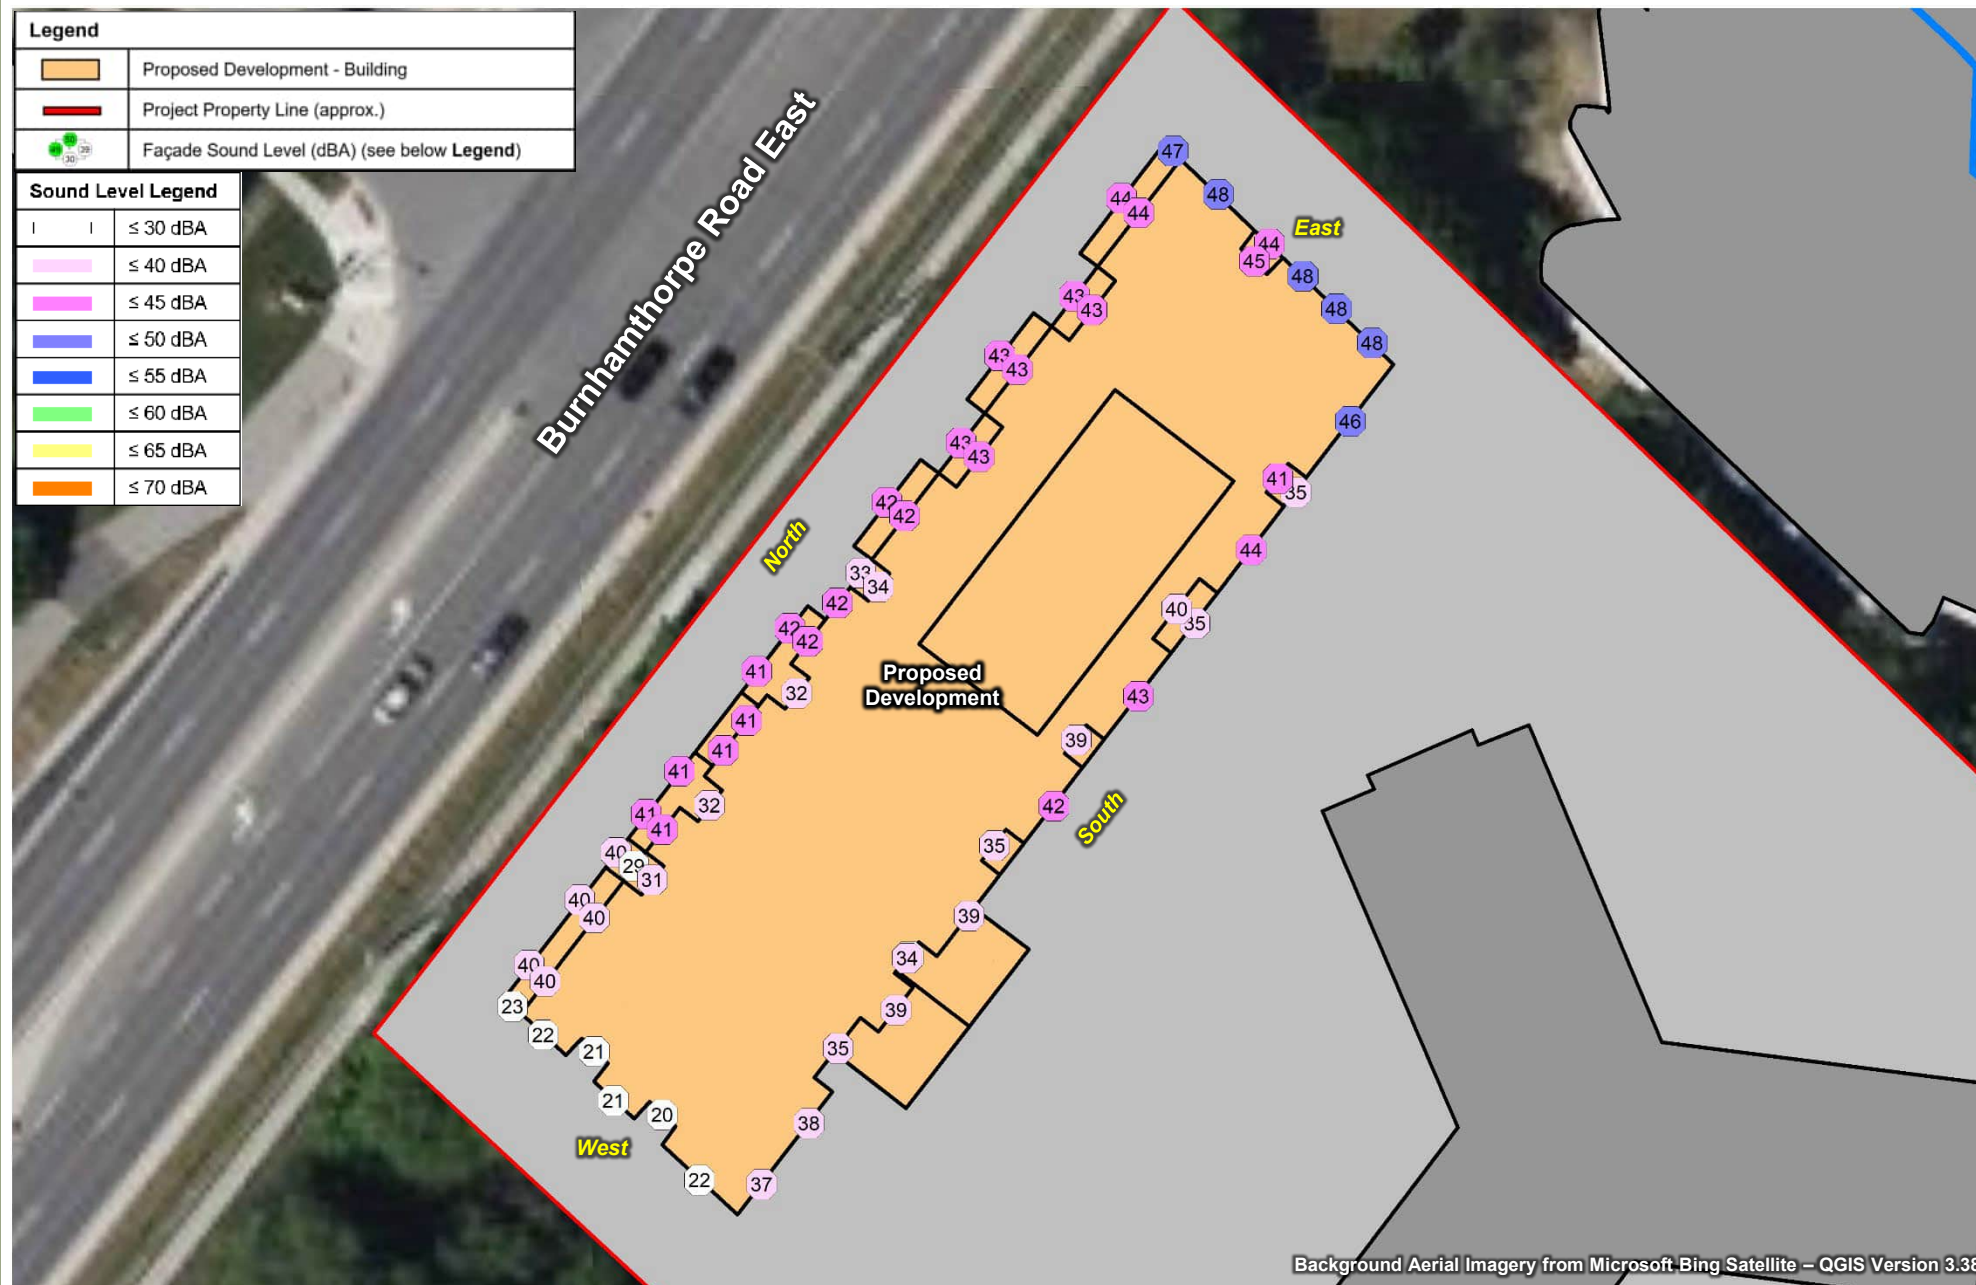 Legend
Proposed Development - Building
Project Property Line (approx.)
Façade Sound Level (dBA) (see below Legend)
Sound Level Legend
≤ 30 dBA
≤ 40 dBA
≤ 45 dBA
≤ 50 dBA
≤ 55 dBA
≤ 60 dBA
≤ 65 dBA
≤ 70 dBA
Burnhamthorpe Road East
47
44
48
44
East
44
45
48
43
43
48
48
43
43
46
43
43
41
35
42
42
North
44
33
34
42
40
35
42
42
41
32
Proposed
Development
43
41
41
39
41
32
42
South
41
41
40
29
31
35
40
40
39
34
40
40
23
39
22
21
35
21
20
38
West
22
37
Background Aerial Imagery from Microsoft Bing Satellite – QGIS Version 3.38